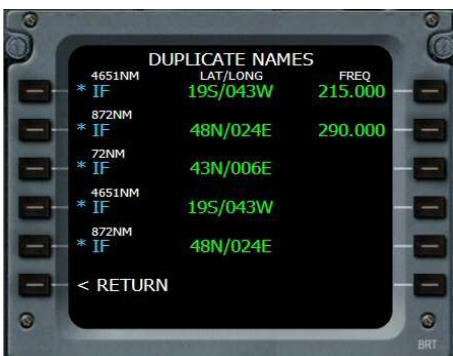 DUPLICATE NAMES
4651NM LAT/LONG FREQ
* IF 19S/043W 215.000
872NM
* IF 48N/024E 290.000
72NM
* IF 43N/006E
4651NM
* IF 19S/043W
872NM
* IF 48N/024E
< RETURN
BRT